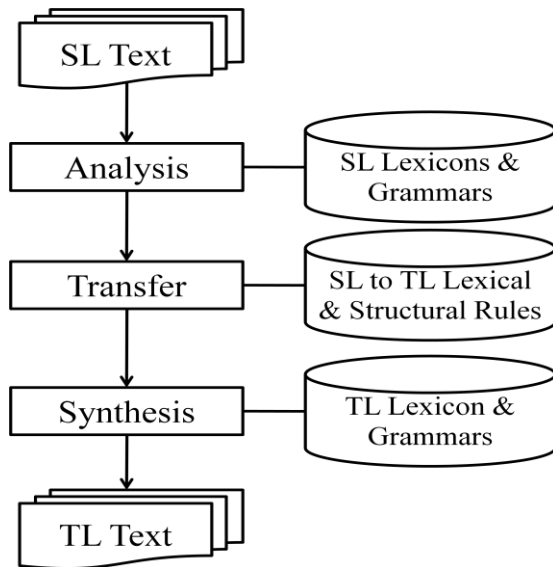 SL Text
Analysis
SL Lexicons &
Grammars
Transfer
SL to TL Lexical
& Structural Rules
Synthesis
TL Lexicon &
Grammars
TL Text